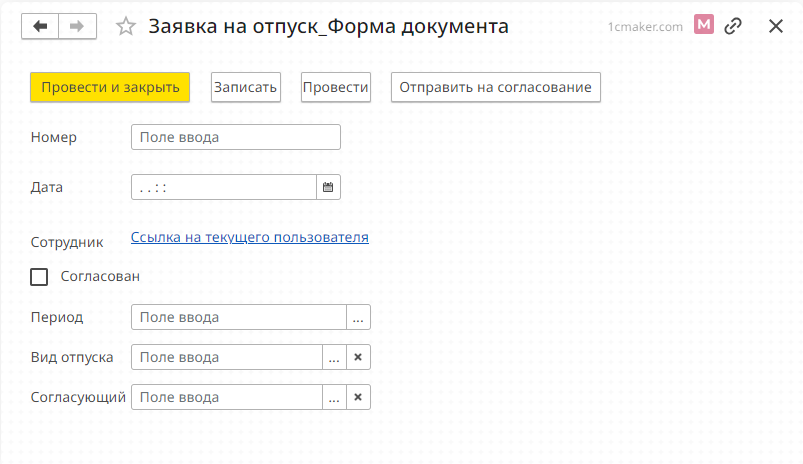 Заявка на отпуск_Форма документа
1cmaker.com M
Провести и закрыть Записать Провести Отправить на согласование
Номер Поле ввода
Дата . . : :
Сотрудник Ссылка на текущего пользователя
Согласован
Период Поле ввода ...
Вид отпуска Поле ввода ... ×
Согласующий Поле ввода ... ×